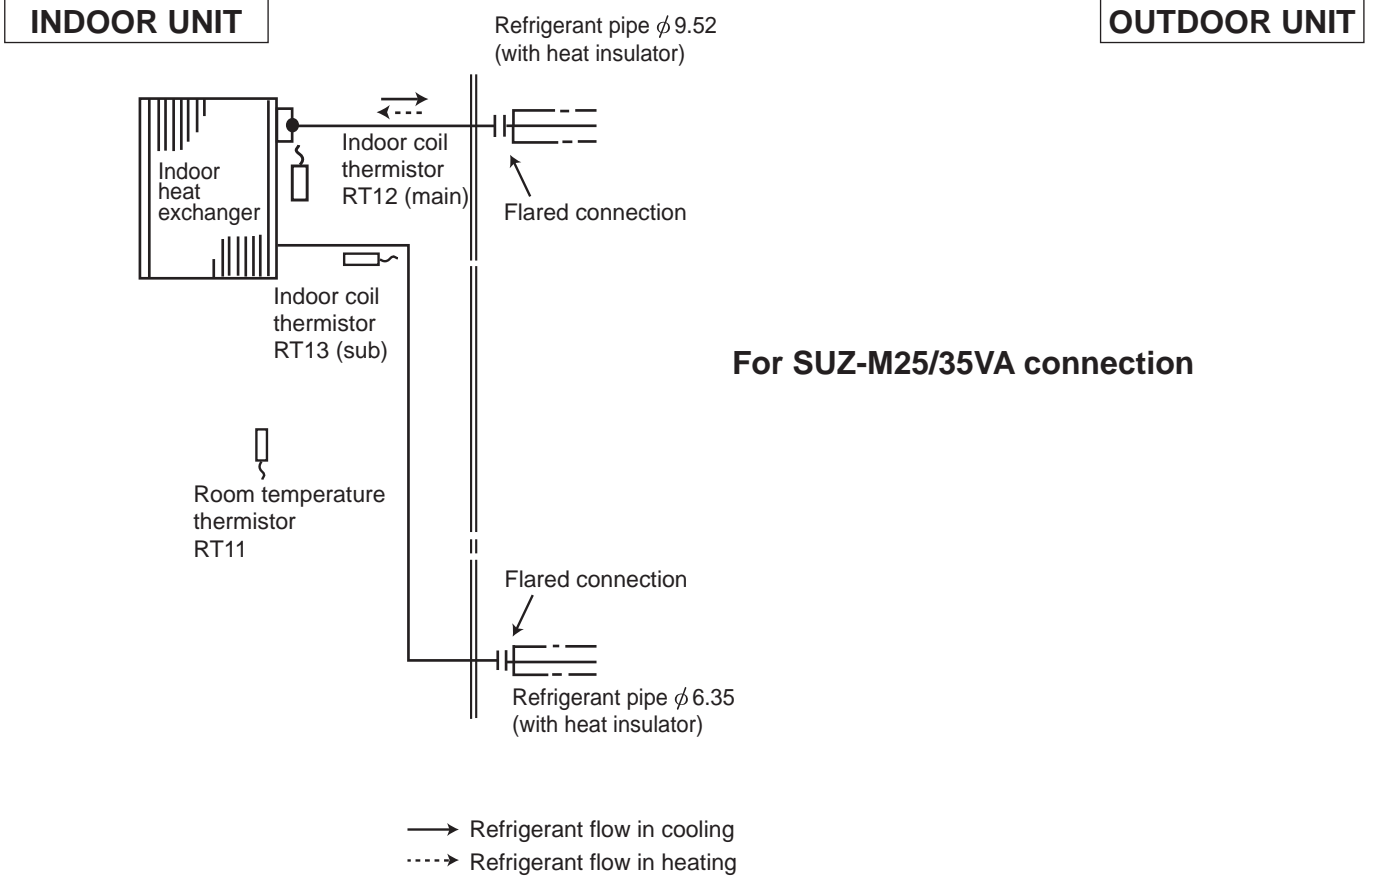 INDOOR UNIT
OUTDOOR UNIT
Refrigerant pipe ϕ9.52
(with heat insulator)
Indoor
heat
exchanger
Indoor coil
thermistor
RT12 (main)
Flared connection
Indoor coil
thermistor
RT13 (sub)
For SUZ-M25/35VA connection
Room temperature
thermistor
RT11
Flared connection
Refrigerant pipe ϕ6.35
(with heat insulator)
Refrigerant flow in cooling
Refrigerant flow in heating